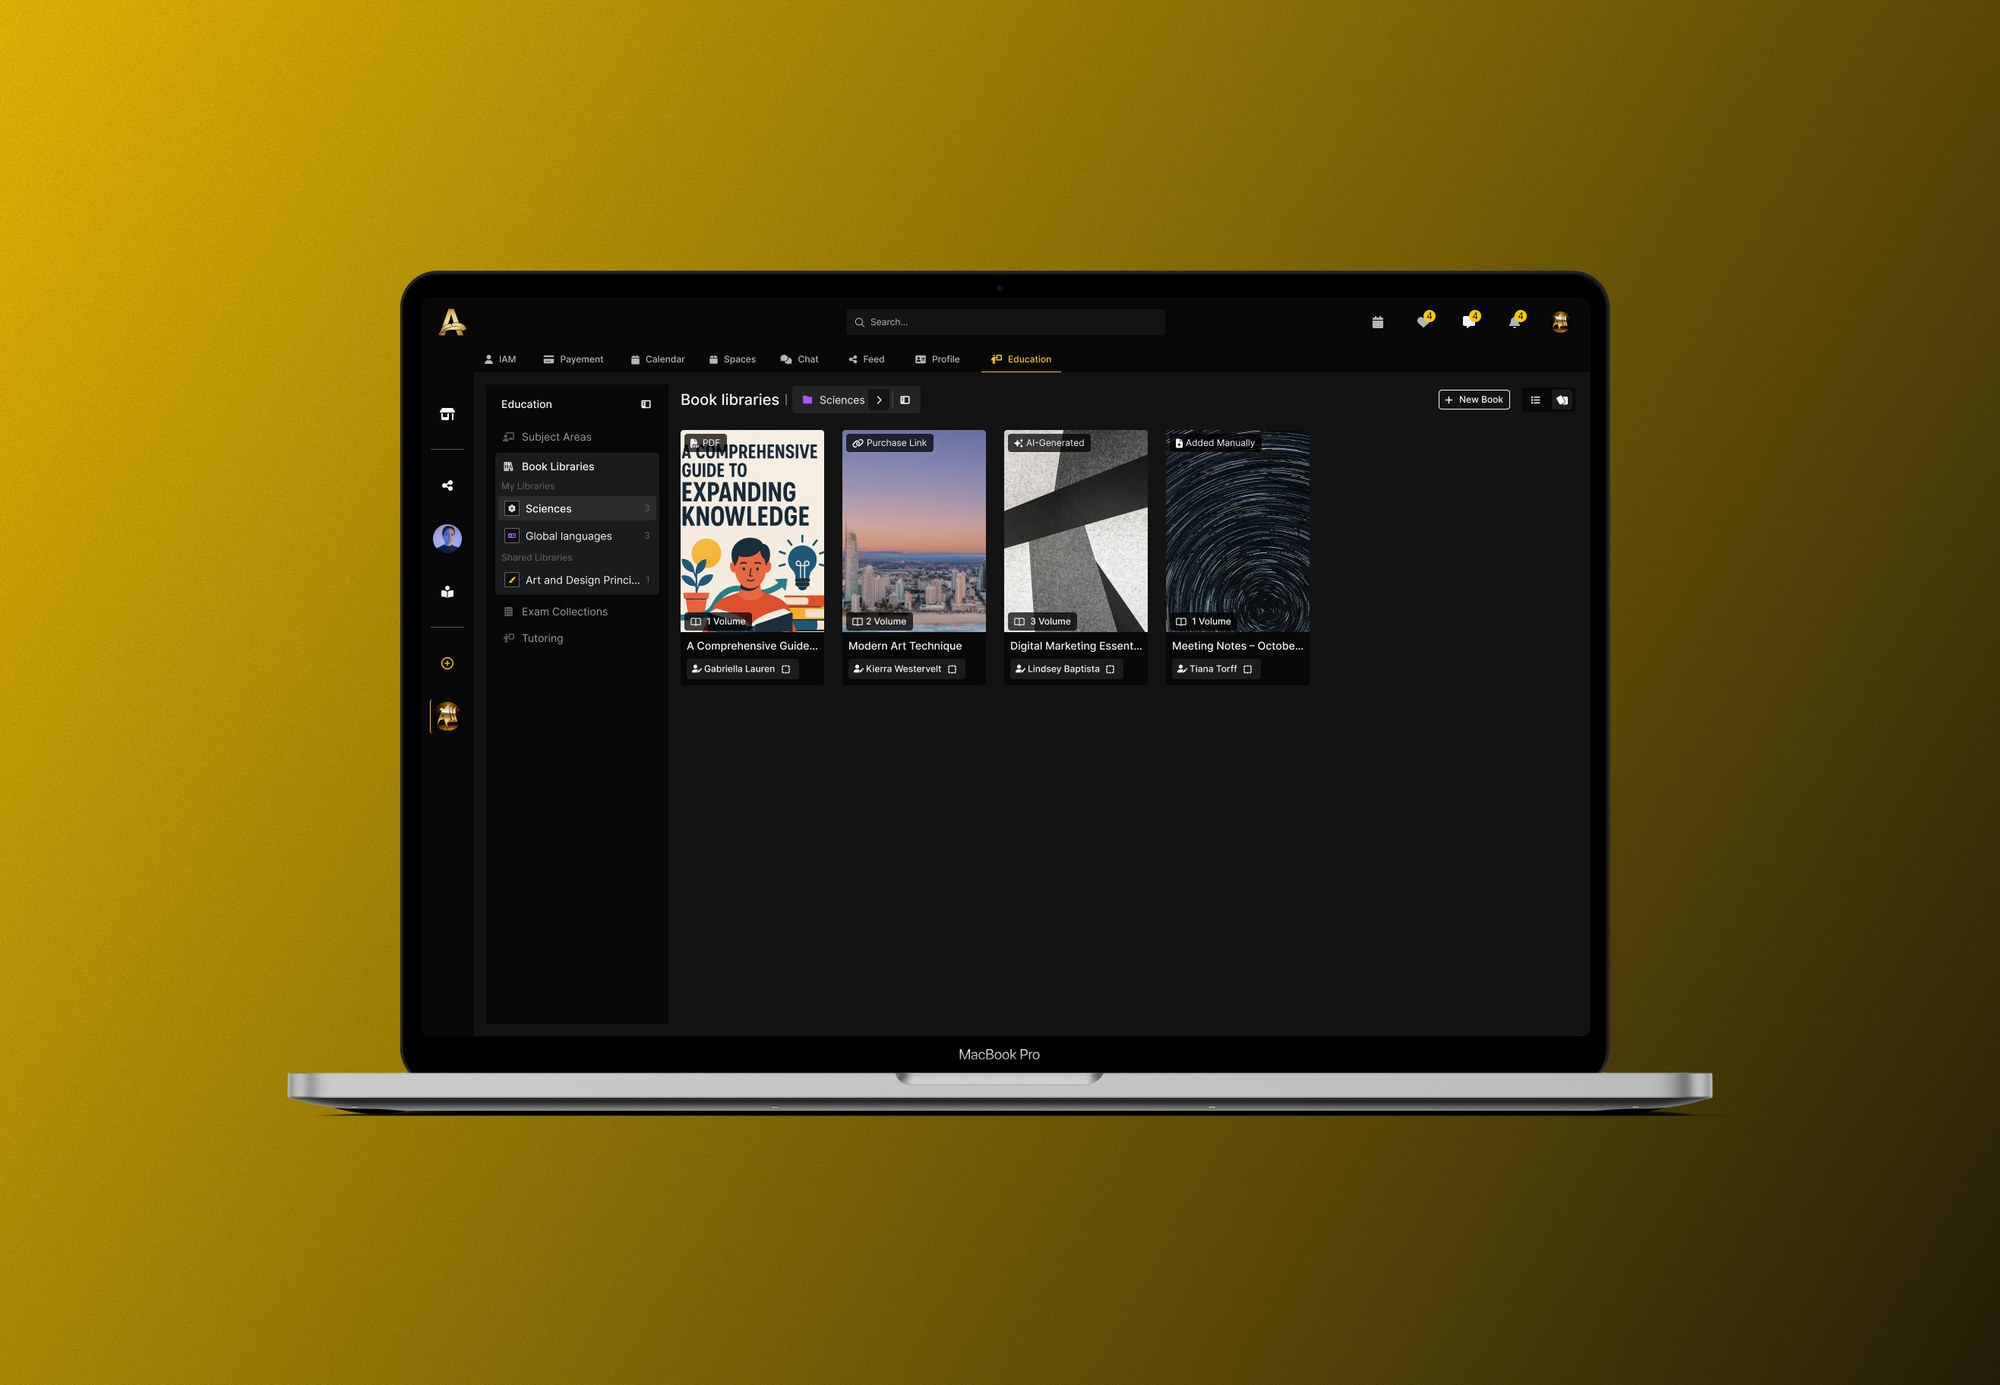 Search...
4
4
4
IAM
Payement
Calendar
Spaces
Chat
Feed
Profile
Education
Education
Subject Areas
Book Libraries
My Libraries
Sciences 3
Global languages 3
Shared Libraries
Art and Design Princi... 1
Exam Collections
Tutoring
Book libraries | Sciences
+ New Book
PDF
A COMPREHENSIVE
GUIDE TO
EXPANDING
KNOWLEDGE
1 Volume
A Comprehensive Guide...
Gabriella Lauren
Purchase Link
2 Volume
Modern Art Technique
Kierra Westervelt
AI-Generated
3 Volume
Digital Marketing Essent...
Lindsey Baptista
Added Manually
1 Volume
Meeting Notes – Octobe...
Tiana Torff
MacBook Pro